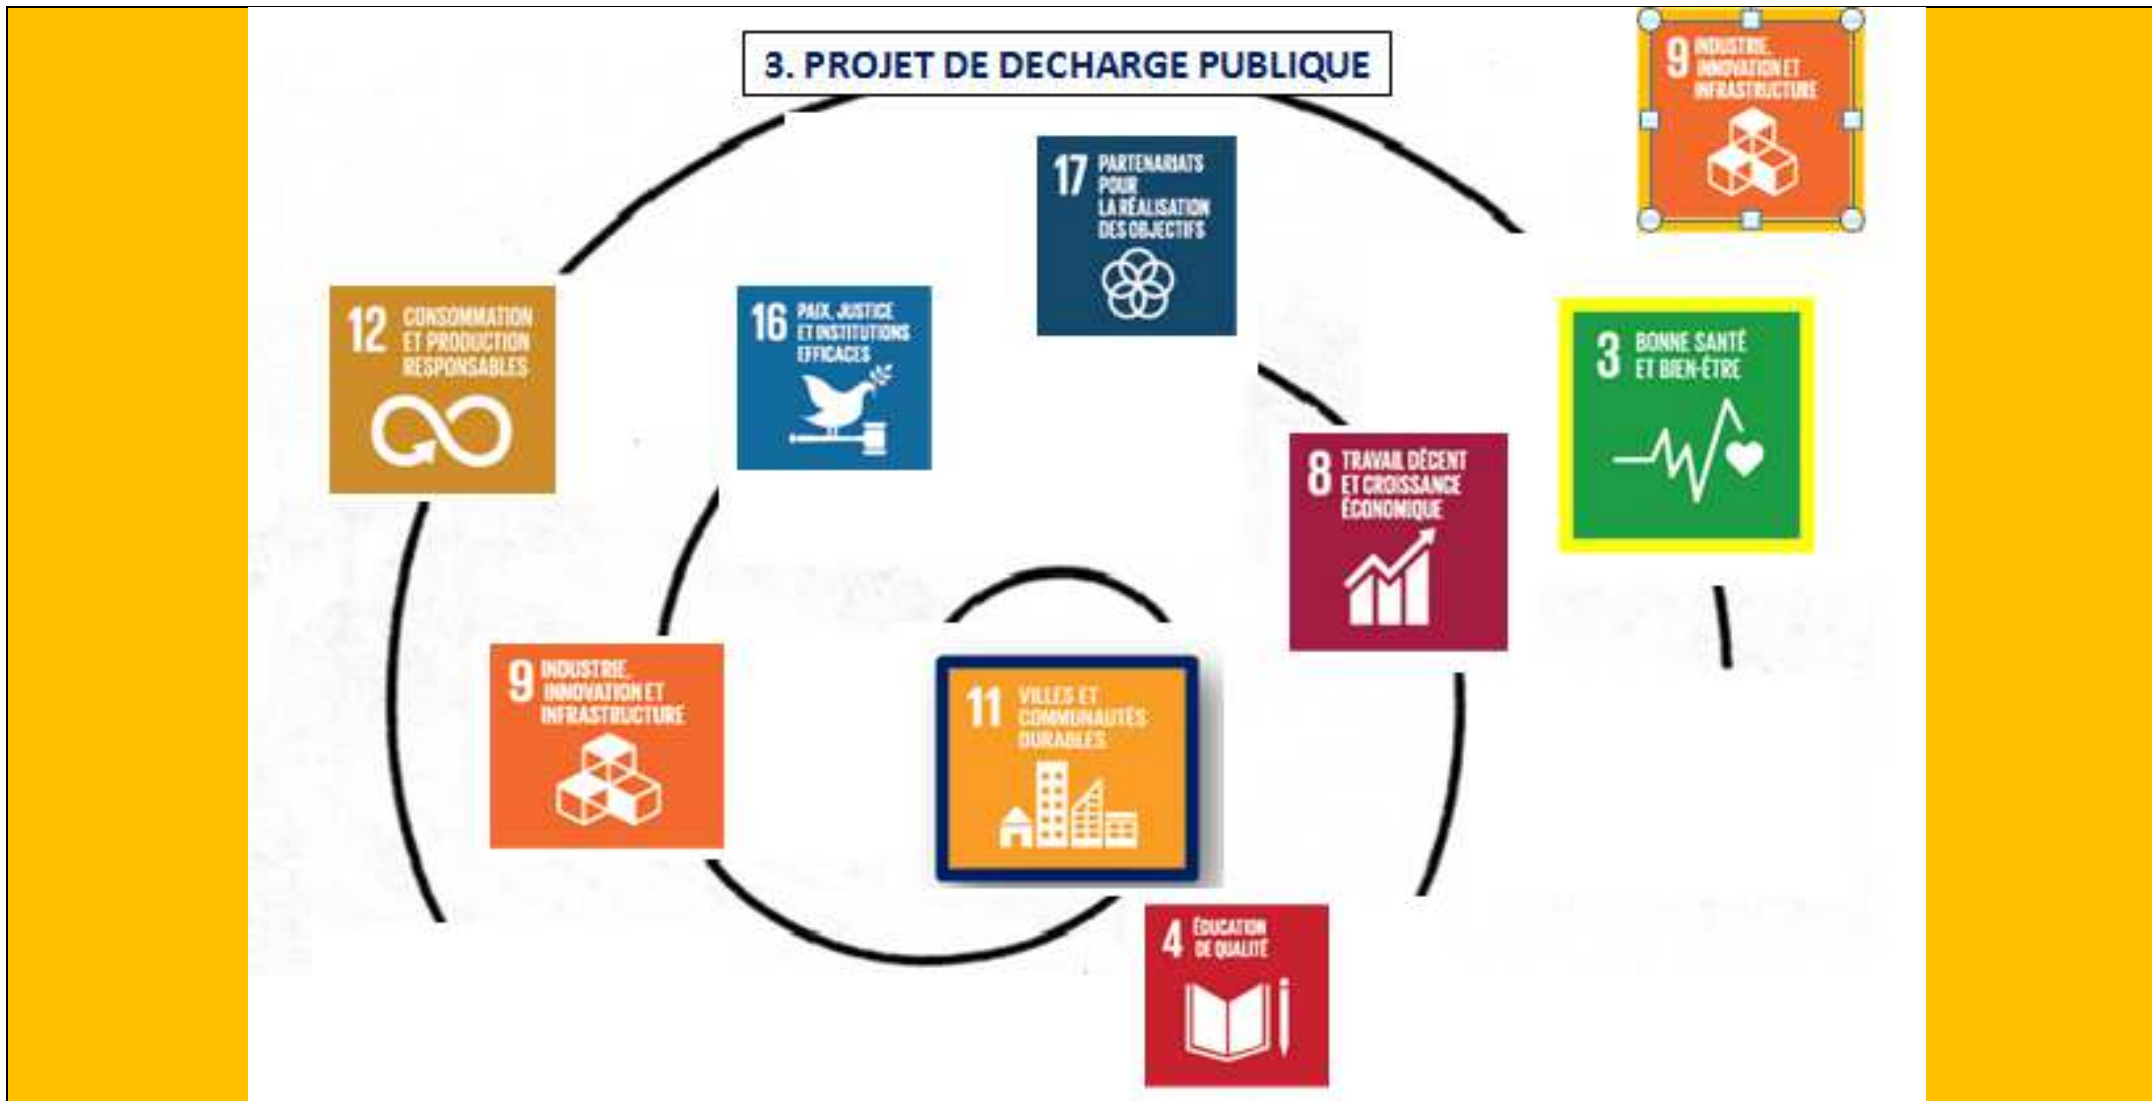 3. PROJET DE DECHARGE PUBLIQUE
9 INDUSTRIE,
INNOVATION ET
INFRASTRUCTURE
17 PARTENARIATS
POUR
LA RÉALISATION
DES OBJECTIFS
12 CONSOMMATION
ET PRODUCTION
RESPONSABLES
16 PAIX, JUSTICE
ET INSTITUTIONS
EFFICACES
3 BONNE SANTÉ
ET BIEN-ÊTRE
8 TRAVAIL DÉCENT
ET CROISSANCE
ÉCONOMIQUE
9 INDUSTRIE,
INNOVATION ET
INFRASTRUCTURE
11 VILLES ET
COMMUNAUTÉS
DURABLES
4 ÉDUCATION
DE QUALITÉ